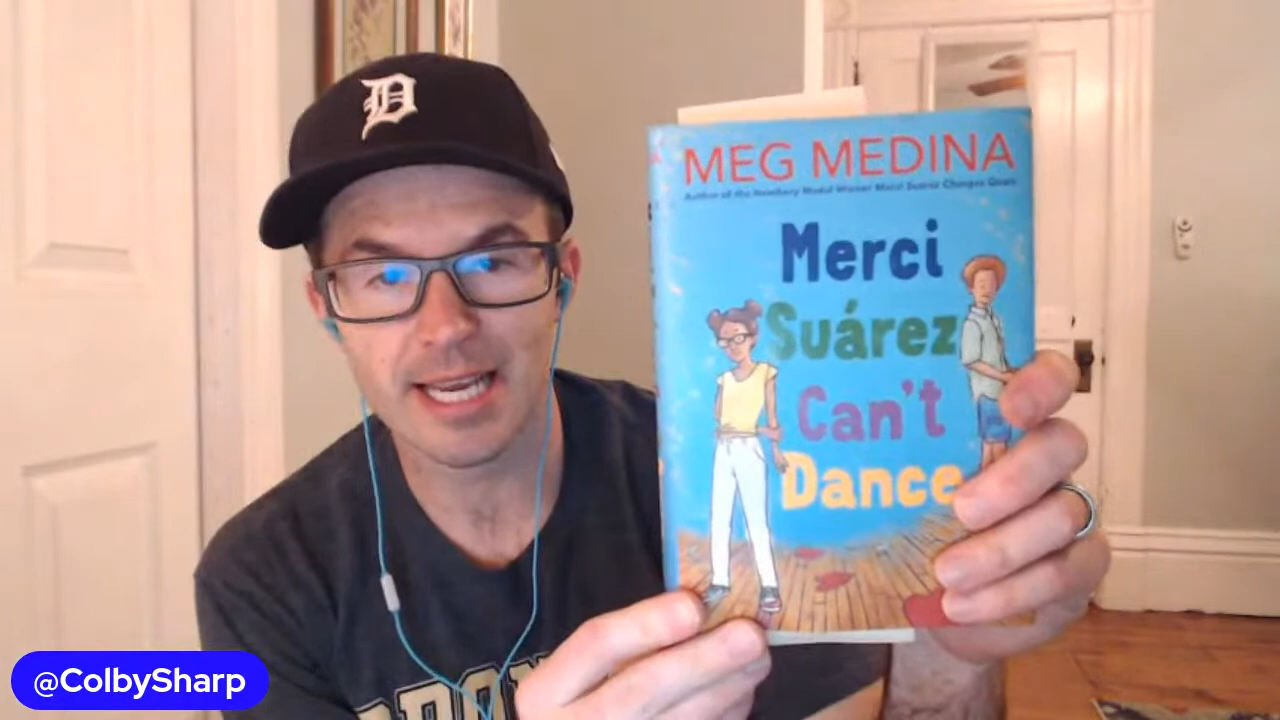 D
MEG MEDINA
Author of the Newbery Medal Winner Merci Suárez Changes Gears
Merci
Suárez
Can't
Dance
@ColbySharp